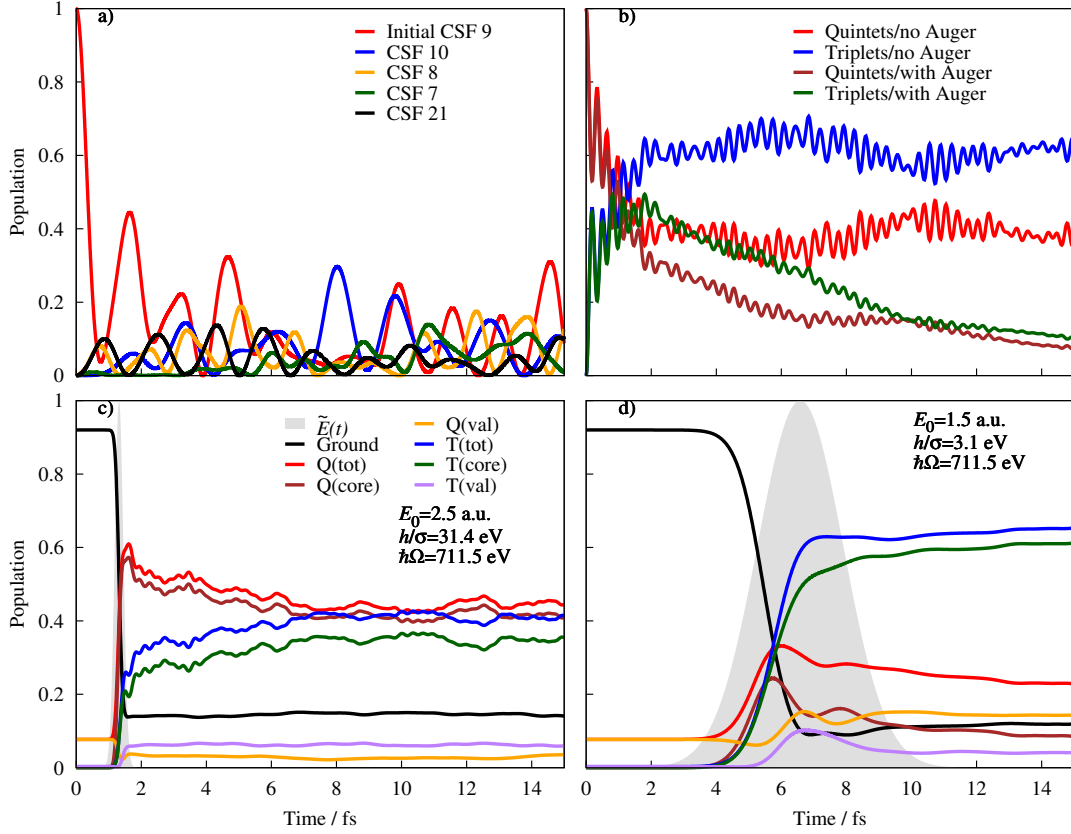 a)
Initial CSF 9
CSF 10
CSF 8
CSF 7
CSF 21
Population
1
0.8
0.6
0.4
0.2
0
b)
Quintets/no Auger
Triplets/no Auger
Quintets/with Auger
Triplets/with Auger
c)
Ẽ(t)
Ground
Q(tot)
Q(core)
Q(val)
T(tot)
T(core)
T(val)
E₀=2.5 a.u.
h/σ=31.4 eV
ħΩ=711.5 eV
Population
1
0.8
0.6
0.4
0.2
0
0 2 4 6 8 10 12 14
Time / fs
d)
E₀=1.5 a.u.
h/σ=3.1 eV
ħΩ=711.5 eV
0 2 4 6 8 10 12 14
Time / fs